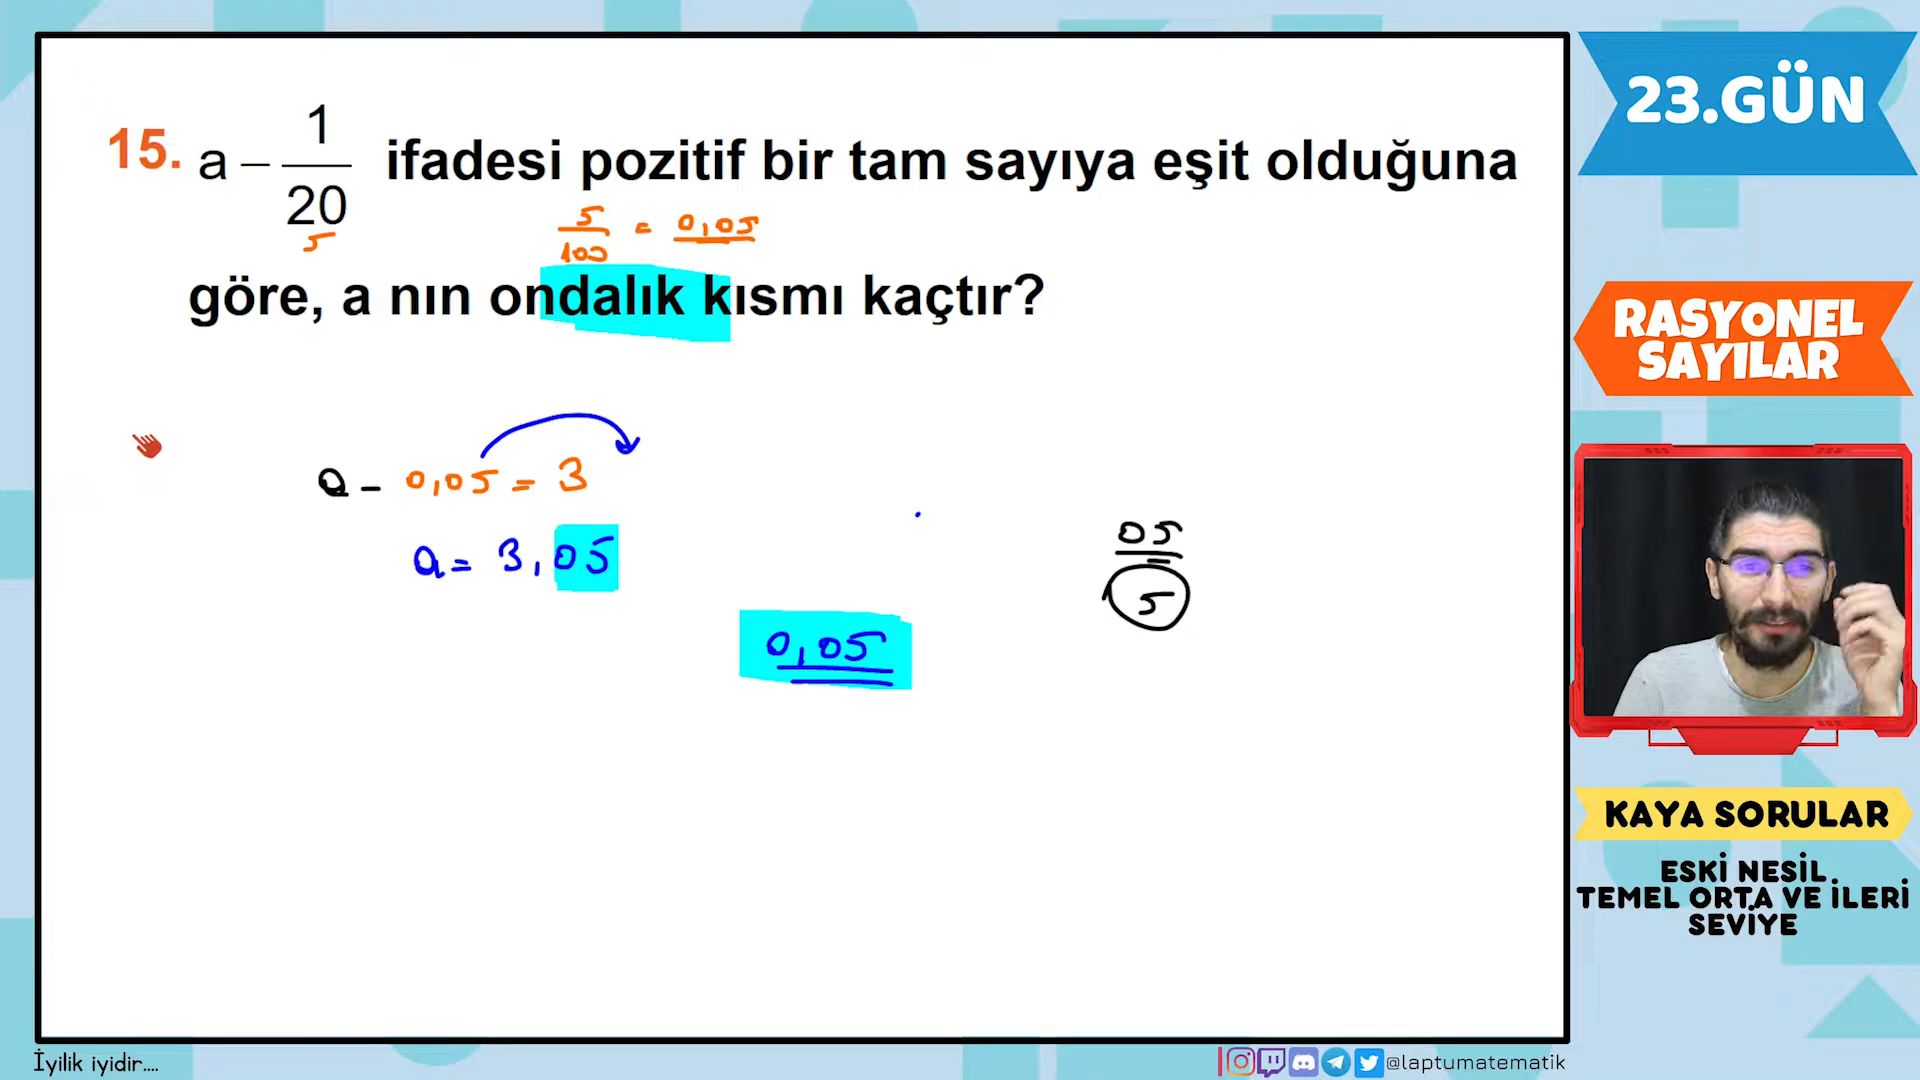 15. a – 1/20 ifadesi pozitif bir tam sayıya eşit olduğuna
5
5/100 = 0,05
göre, a nın ondalık kısmı kaçtır?
a - 0,05 = 3
a = 3,05
0,05
05
5
23.GÜN
RASYONEL
SAYILAR
KAYA SORULAR
ESKİ NESİL
TEMEL ORTA VE İLERİ
SEVİYE
İyilik iyidir....
@laptumatematik